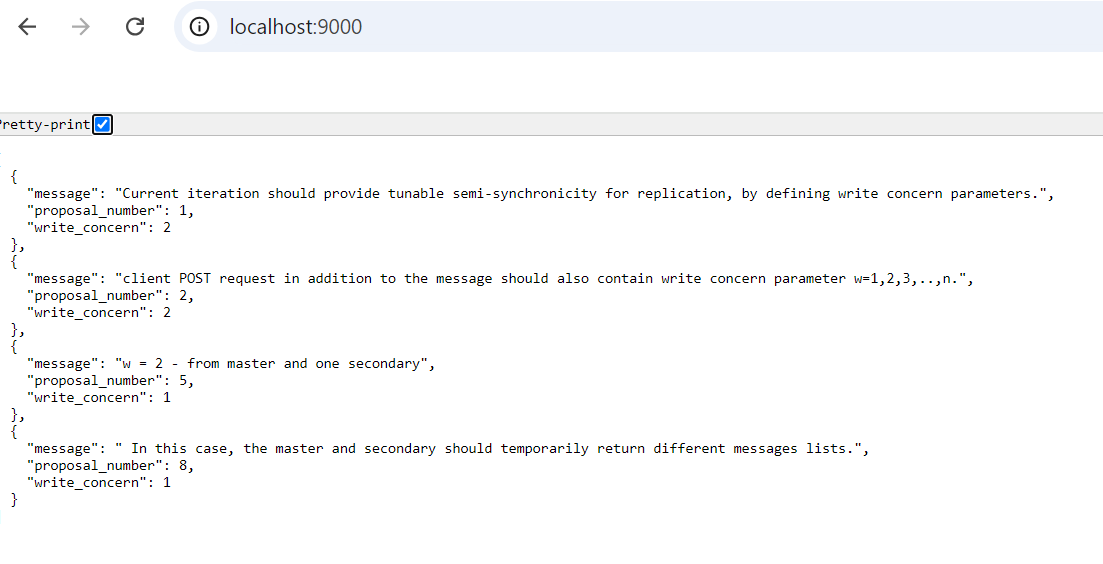 localhost:9000
Pretty-print
{
"message": "Current iteration should provide tunable semi-synchronicity for replication, by defining write concern parameters.",
"proposal_number": 1,
"write_concern": 2
},
{
"message": "client POST request in addition to the message should also contain write concern parameter w=1,2,3,..,n.",
"proposal_number": 2,
"write_concern": 2
},
{
"message": "w = 2 - from master and one secondary",
"proposal_number": 5,
"write_concern": 1
},
{
"message": " In this case, the master and secondary should temporarily return different messages lists.",
"proposal_number": 8,
"write_concern": 1
}